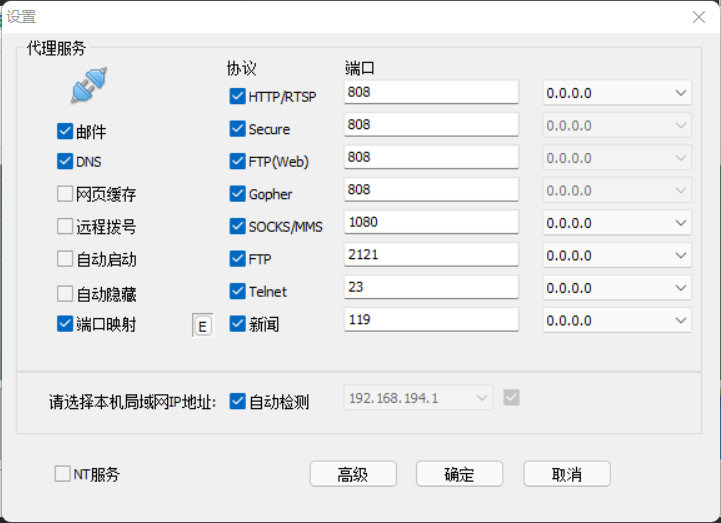 设置
代理服务
协议 端口
HTTP/RTSP 808 0.0.0.0
邮件 Secure 808 0.0.0.0
DNS FTP(Web) 808 0.0.0.0
网页缓存 Gopher 808 0.0.0.0
远程拨号 SOCKS/MMS 1080 0.0.0.0
自动启动 FTP 2121 0.0.0.0
自动隐藏 Telnet 23 0.0.0.0
端口映射 E 新闻 119 0.0.0.0
请选择本机局域网IP地址: 自动检测 192.168.194.1
NT服务 高级 确定 取消